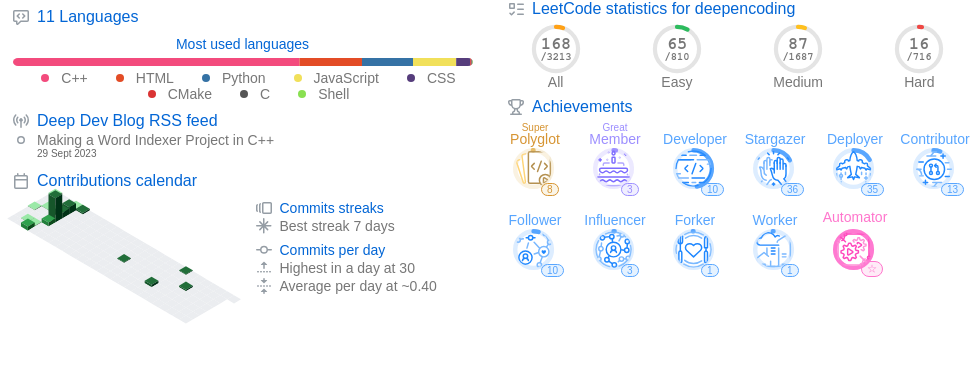 11 Languages
Most used languages
C++ HTML Python JavaScript CSS
CMake C Shell
Deep Dev Blog RSS feed
Making a Word Indexer Project in C++
29 Sept 2023
Contributions calendar
Commits streaks
Best streak 7 days
Commits per day
Highest in a day at 30
Average per day at ~0.40
LeetCode statistics for deepencoding
168 65 87 16
/3213 /810 /1687 /716
All Easy Medium Hard
Achievements
Super Great
Polyglot Member Developer Stargazer Deployer Contributor
8 3 10 36 35 13
Follower Influencer Forker Worker Automator
10 3 1 1